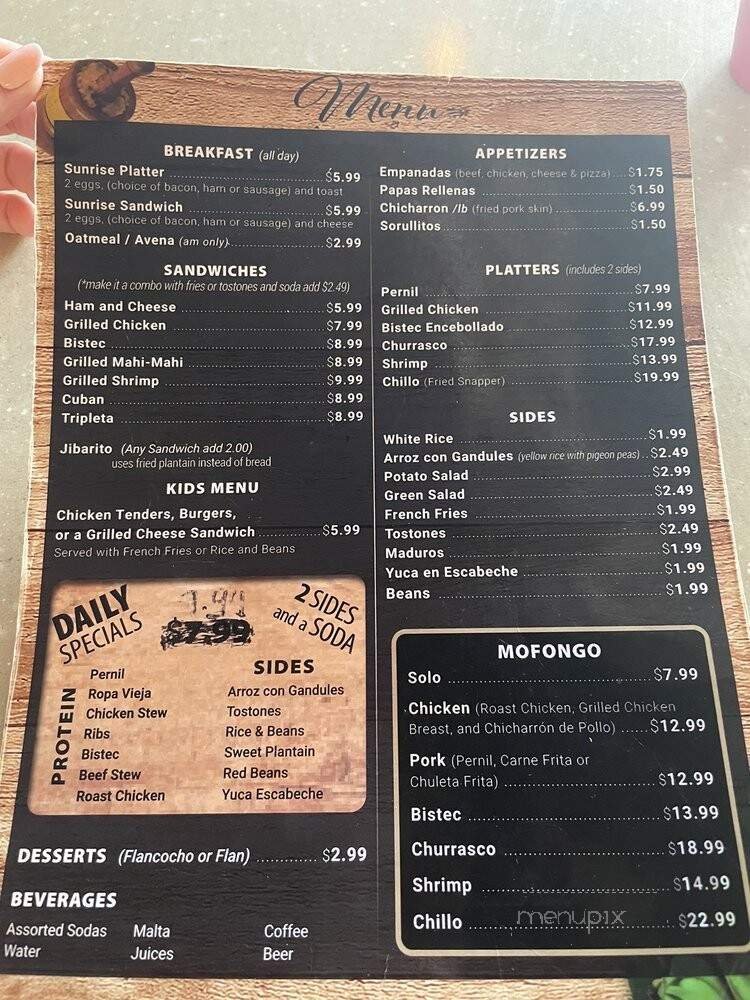 Menu
BREAKFAST (all day)
Sunrise Platter $5.99
2 eggs, (choice of bacon, ham or sausage) and toast
Sunrise Sandwich $5.99
2 eggs, (choice of bacon, ham or sausage) and cheese
Oatmeal / Avena (am only) $2.99
SANDWICHES
(*make it a combo with fries or tostones and soda add $2.49)
Ham and Cheese $5.99
Grilled Chicken $7.99
Bistec $8.99
Grilled Mahi-Mahi $8.99
Grilled Shrimp $9.99
Cuban $8.99
Tripleta $8.99
Jibarito (Any Sandwich add 2.00)
uses fried plantain instead of bread
KIDS MENU
Chicken Tenders, Burgers,
or a Grilled Cheese Sandwich $5.99
Served with French Fries or Rice and Beans
DAILY
SPECIALS
$7.99
2 SIDES
and a SODA
PROTEIN
Pernil
Ropa Vieja
Chicken Stew
Ribs
Bistec
Beef Stew
Roast Chicken
SIDES
Arroz con Gandules
Tostones
Rice & Beans
Sweet Plantain
Red Beans
Yuca Escabeche
DESSERTS (Flancocho or Flan) $2.99
BEVERAGES
Assorted Sodas Malta Coffee
Water Juices Beer
APPETIZERS
Empanadas (beef, chicken, cheese & pizza) $1.75
Papas Rellenas $1.50
Chicharron /lb (fried pork skin) $6.99
Sorullitos $1.50
PLATTERS (includes 2 sides)
Pernil $7.99
Grilled Chicken $11.99
Bistec Encebollado $12.99
Churrasco $17.99
Shrimp $13.99
Chillo (Fried Snapper) $19.99
SIDES
White Rice $1.99
Arroz con Gandules (yellow rice with pigeon peas) $2.49
Potato Salad $2.99
Green Salad $2.49
French Fries $1.99
Tostones $2.49
Maduros $1.99
Yuca en Escabeche $1.99
Beans $1.99
MOFONGO
Solo $7.99
Chicken (Roast Chicken, Grilled Chicken
Breast, and Chicharrón de Pollo) $12.99
Pork (Pernil, Carne Frita or
Chuleta Frita) $12.99
Bistec $13.99
Churrasco $18.99
Shrimp $14.99
Chillo $22.99
menupix